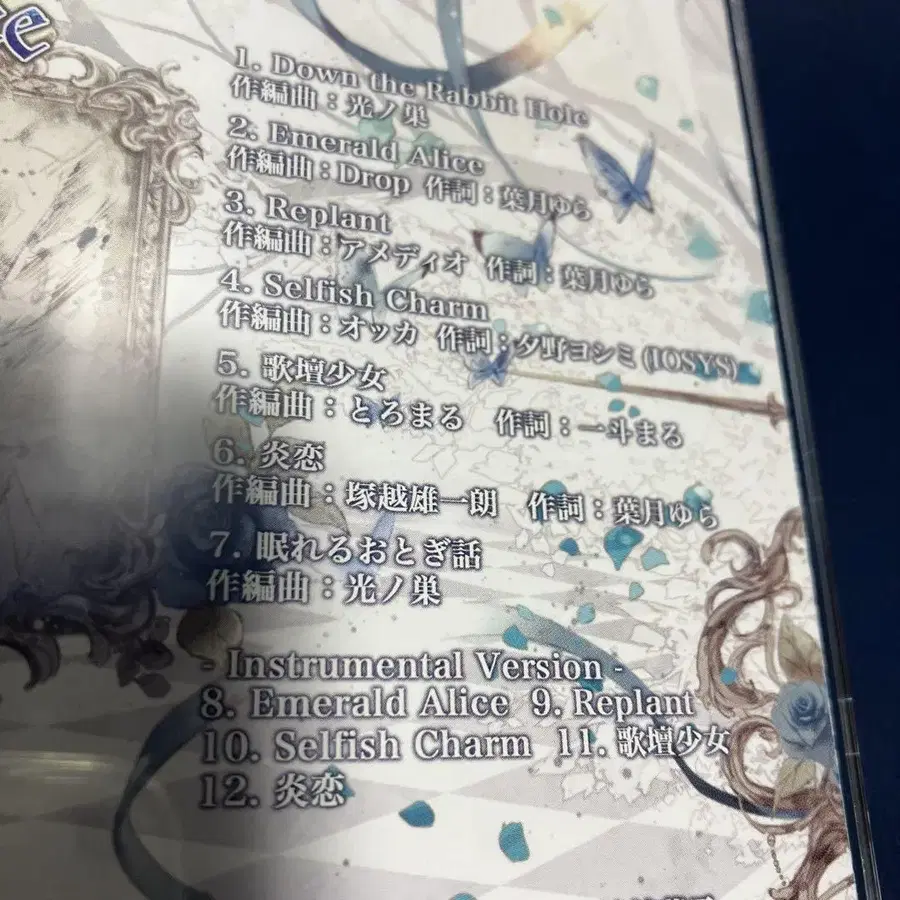 e
1. Down the Rabbit Hole
作編曲：光ノ巣
2. Emerald Alice
作編曲：Drop 作詞：葉月ゆら
3. Replant
作編曲：アメディオ 作詞：葉月ゆら
4. Selfish Charm
作編曲：オッカ 作詞：夕野ヨシミ (IOSYS)
5. 歌壇少女
作編曲：とろまる 作詞：一斗まる
6. 炎恋
作編曲：塚越雄一朗 作詞：葉月ゆら
7. 眠れるおとぎ話
作編曲：光ノ巣
- Instrumental Version -
8. Emerald Alice 9. Replant
10. Selfish Charm 11. 歌壇少女
12. 炎恋